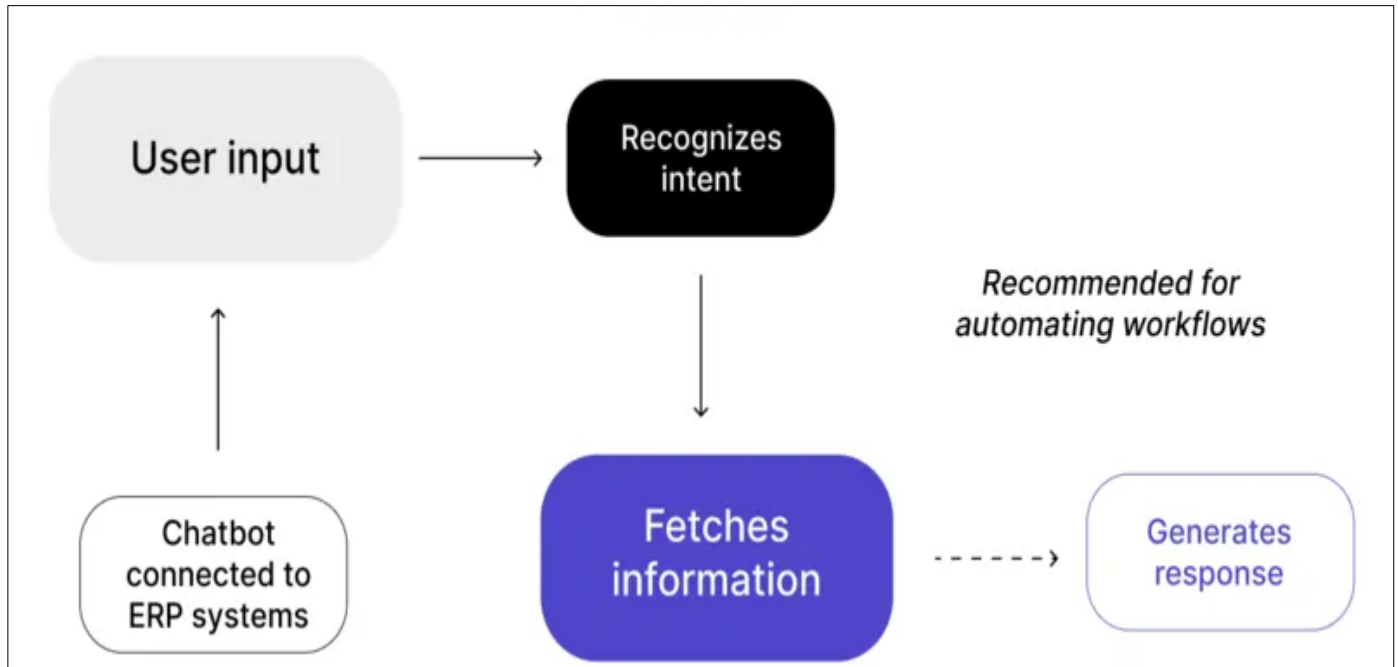 User input
Recognizes
intent
Recommended for
automating workflows
Chatbot
connected to
ERP systems
Fetches
information
Generates
response